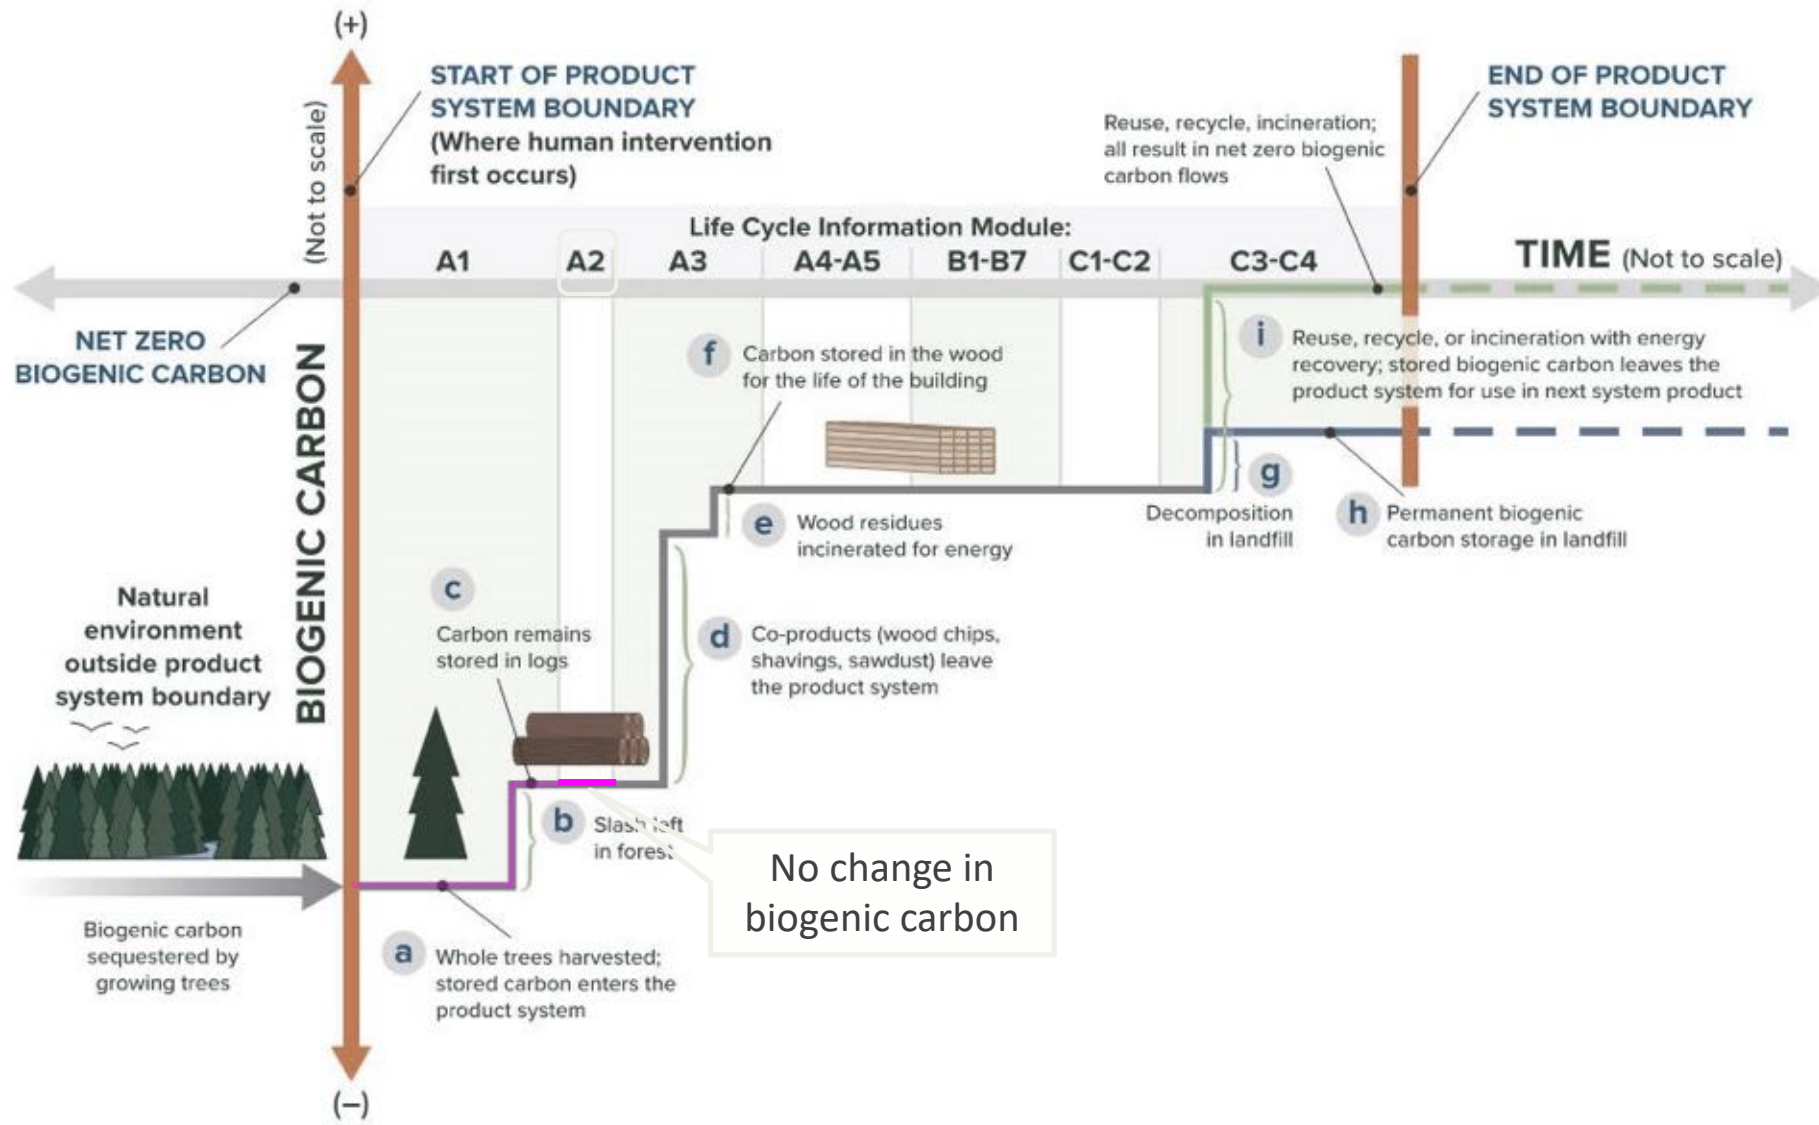 (+)
START OF PRODUCT
SYSTEM BOUNDARY
(Where human intervention
first occurs)
(Not to scale)
Reuse, recycle, incineration;
all result in net zero biogenic
carbon flows
END OF PRODUCT
SYSTEM BOUNDARY
Life Cycle Information Module:
A1 A2 A3 A4-A5 B1-B7 C1-C2 C3-C4
TIME (Not to scale)
NET ZERO
BIOGENIC CARBON
BIOGENIC CARBON
f Carbon stored in the wood
for the life of the building
i Reuse, recycle, or incineration with energy
recovery; stored biogenic carbon leaves the
product system for use in next system product
g
Decomposition
in landfill
h Permanent biogenic
carbon storage in landfill
e Wood residues
incinerated for energy
c
Carbon remains
stored in logs
d Co-products (wood chips,
shavings, sawdust) leave
the product system
Natural
environment
outside product
system boundary
b Slash left
in forest
No change in
biogenic carbon
Biogenic carbon
sequestered by
growing trees
a Whole trees harvested;
stored carbon enters the
product system
(−)